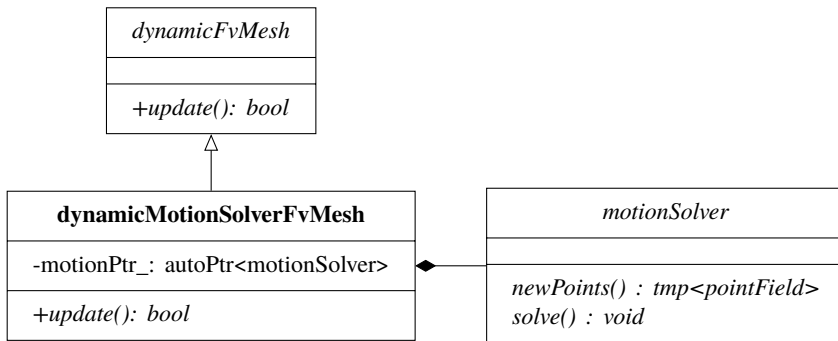 dynamicFvMesh
+update(): bool
dynamicMotionSolverFvMesh
-motionPtr_: autoPtr<motionSolver>
+update(): bool
motionSolver
newPoints() : tmp<pointField>
solve() : void